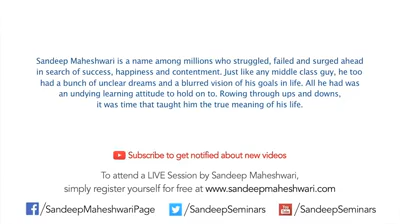 Sandeep Maheshwari is a name among millions who struggled, failed and surged ahead
in search of success, happiness and contentment. Just like any middle class guy, he too
had a bunch of unclear dreams and a blurred vision of his goals in life. All he had was
an undying learning attitude to hold on to. Rowing through ups and downs,
it was time that taught him the true meaning of his life.
Subscribe to get notified about new videos
To attend a LIVE Session by Sandeep Maheshwari,
simply register yourself for free at www.sandeepmaheshwari.com
/SandeepMaheshwariPage /SandeepSeminars /SandeepSeminars